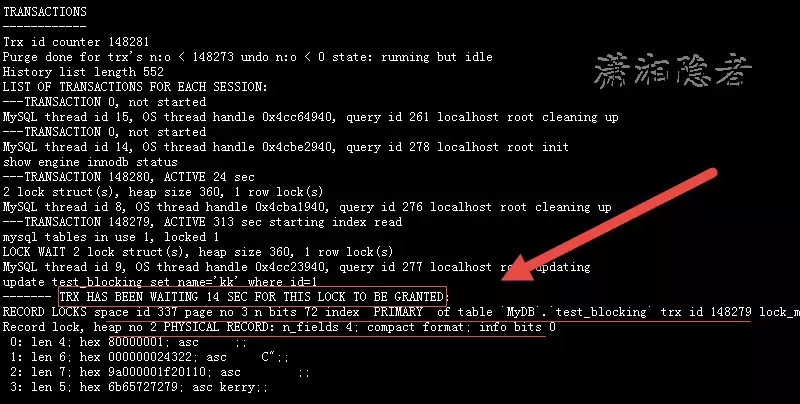 TRANSACTIONS
------------
Trx id counter 148281
Purge done for trx's n:o < 148273 undo n:o < 0 state: running but idle
History list length 552
LIST OF TRANSACTIONS FOR EACH SESSION:
---TRANSACTION 0, not started
MySQL thread id 15, OS thread handle 0x4cc64940, query id 261 localhost root cleaning up
---TRANSACTION 0, not started
MySQL thread id 14, OS thread handle 0x4cbe2940, query id 278 localhost root init
show engine innodb status
---TRANSACTION 148280, ACTIVE 24 sec
2 lock struct(s), heap size 360, 1 row lock(s)
MySQL thread id 8, OS thread handle 0x4cba1940, query id 276 localhost root cleaning up
---TRANSACTION 148279, ACTIVE 313 sec starting index read
mysql tables in use 1, locked 1
LOCK WAIT 2 lock struct(s), heap size 360, 1 row lock(s)
MySQL thread id 9, OS thread handle 0x4cc23940, query id 277 localhost updating
update test_blocking set name='kk' where id=1
------- TRX HAS BEEN WAITING 14 SEC FOR THIS LOCK TO BE GRANTED:
RECORD LOCKS space id 337 page no 3 n bits 72 index `PRIMARY` of table `MyDB`.`test_blocking` trx id 148279 lock_m
Record lock, heap no 2 PHYSICAL RECORD: n_fields 4; compact format; info bits 0
0: len 4; hex 80000001; asc ;;
1: len 6; hex 000000024322; asc C";;
2: len 7; hex 9a000001f20110; asc ;;
3: len 5; hex 6b65727279; asc kerry;;
潇湘隐者